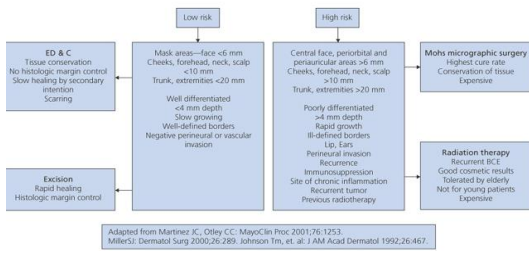 Low risk
High risk
ED & C
Tissue conservation
No histologic margin control
Slow healing by secondary
intention
Scarring
Excision
Rapid healing
Histologic margin control
Mask areas—face <6 mm
Cheeks, forehead, neck, scalp
<10 mm
Trunk, extremities <20 mm
Well differentiated
<4 mm depth
Slow growing
Well-defined borders
Negative perineural or vascular
invasion
Central face, periorbital and
periauricular areas >6 mm
Cheeks, forehead, neck, scalp
>10 mm
Trunk, extremities >20 mm
Poorly differentiated
>4 mm depth
Rapid growth
Ill-defined borders
Lip, Ears
Perineural invasion
Recurrence
Immunosuppression
Site of chronic inflammation
Recurrent tumor
Previous radiotherapy
Mohs micrographic surgery
Highest cure rate
Conservation of tissue
Expensive
Radiation therapy
Recurrent BCE
Good cosmetic results
Tolerated by elderly
Not for young patients
Expensive
Adapted from Martinez JC, Otley CC: MayoClin Proc 2001;76:1253.
MillerSJ: Dermatol Surg 2000;26:289. Johnson Tm, et. al: J AM Acad Dermatol 1992;26:467.